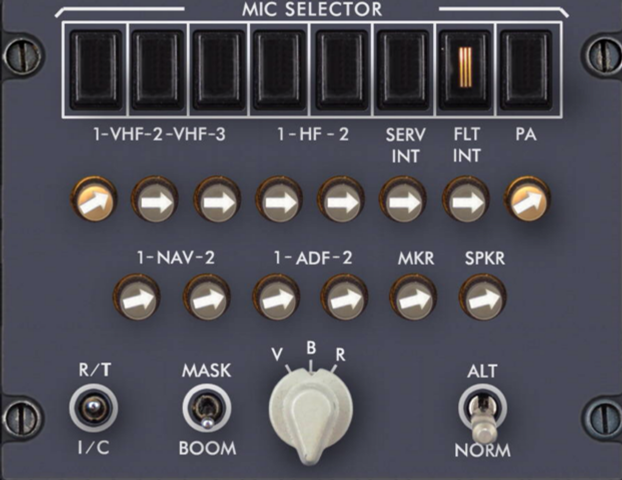 MIC SELECTOR
1-VHF-2-VHF-3 1-HF-2 SERV INT FLT INT PA
1-NAV-2 1-ADF-2 MKR SPKR
V B R
R/T MASK ALT
I/C BOOM NORM